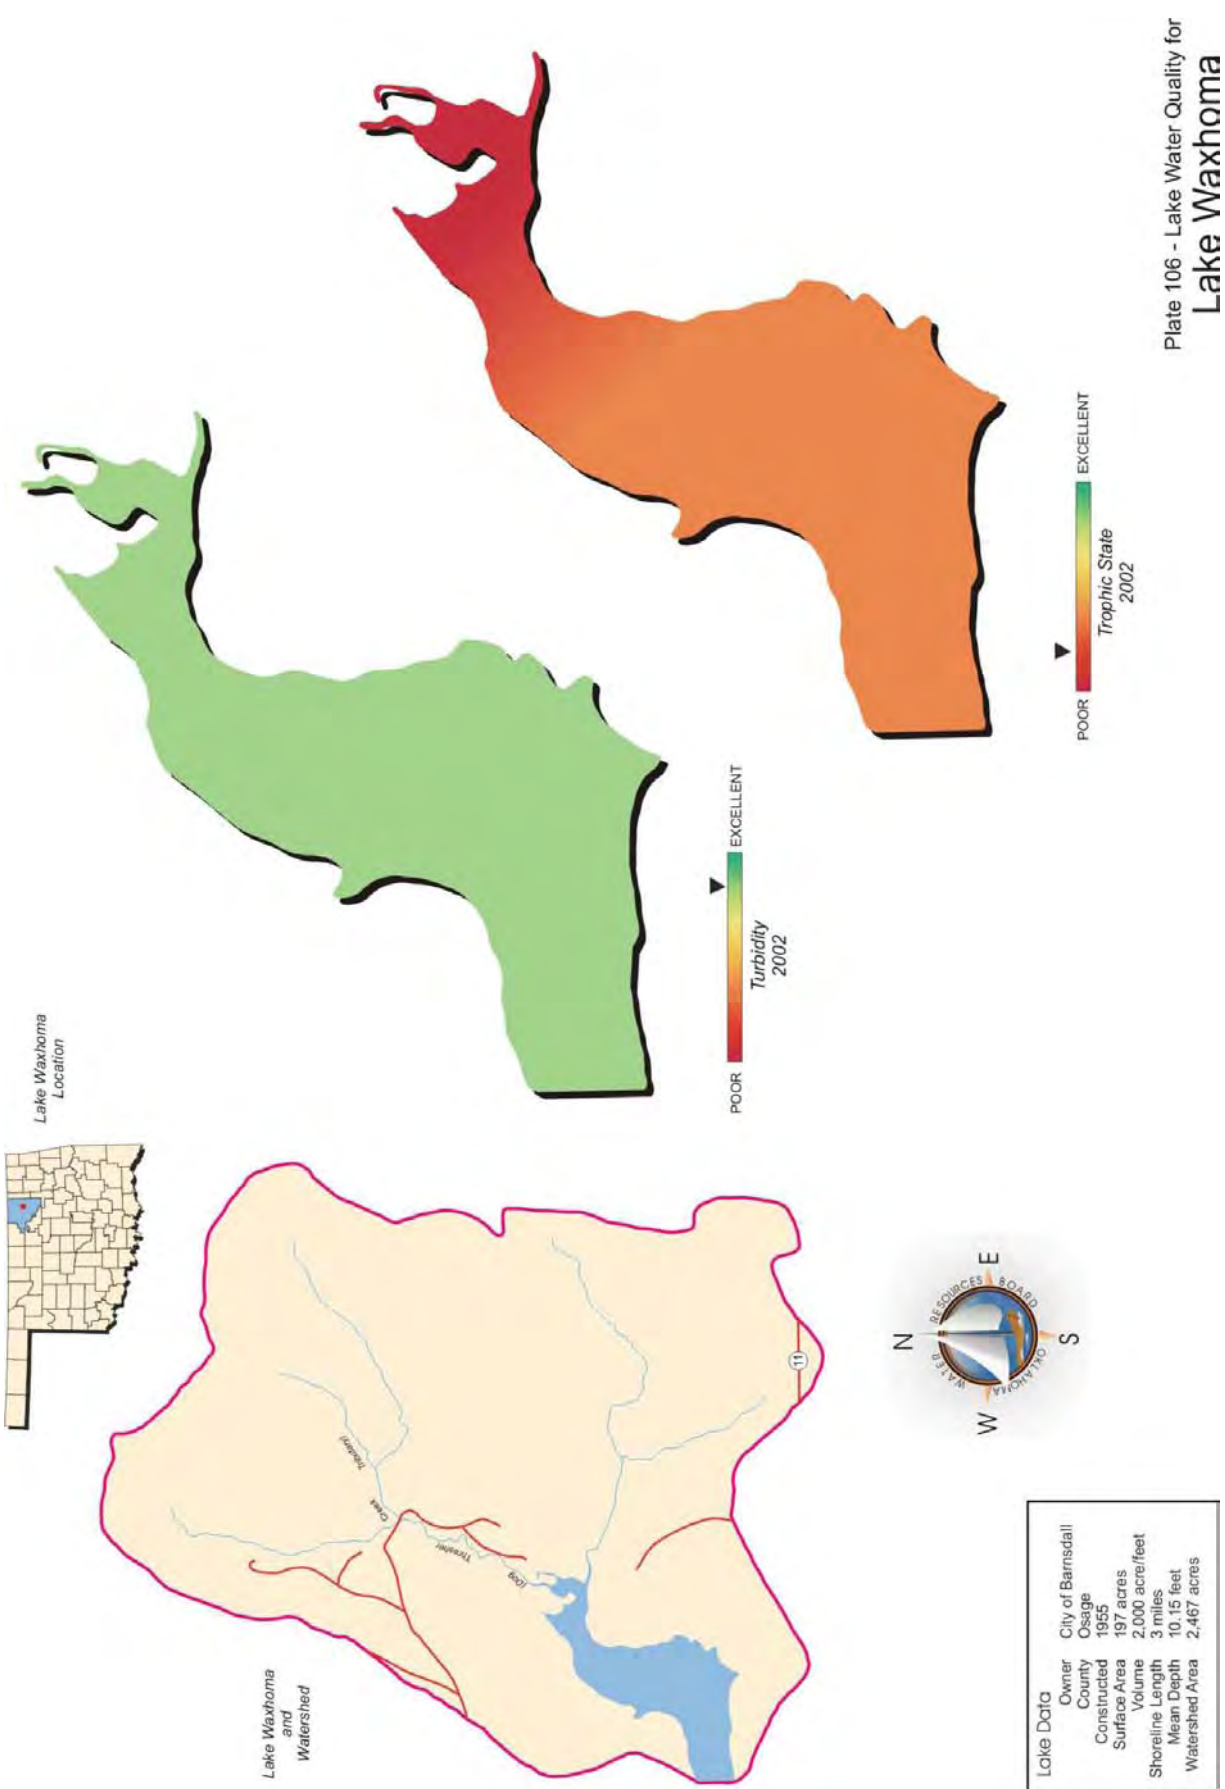 Plate 106 - Lake Water Quality for
Lake Waxhoma
Lake Waxhoma
Location
Lake Waxhoma
and
Watershed
Tributary)
Creek
Thrasher
(Dog
11
POOR
EXCELLENT
Turbidity
2002
POOR
EXCELLENT
Trophic State
2002
N
W
E
S
OKLAHOMA WATER RESOURCES BOARD
Lake Data
Owner City of Barnsdall
County Osage
Constructed 1955
Surface Area 197 acres
Volume 2,000 acre/feet
Shoreline Length 3 miles
Mean Depth 10.15 feet
Watershed Area 2,467 acres